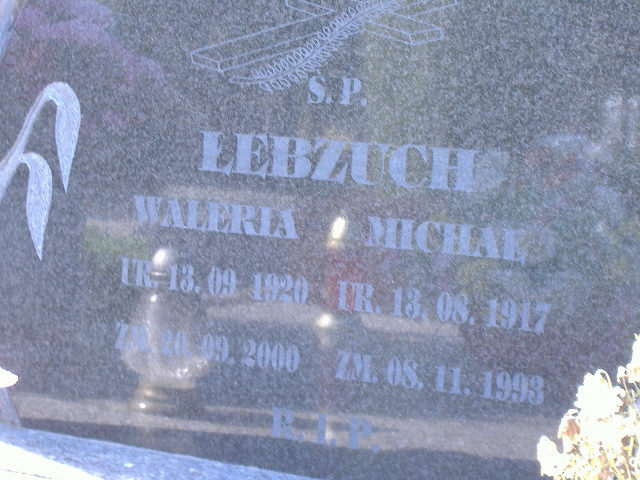 Ś. P.
ŁEBZUCH
WALERIA MICHAŁ
UR. 13. 09 1920 UR. 13. 08. 1917
ZM. 20. 09. 2000 ZM. 08. 11. 1993
R. I P.